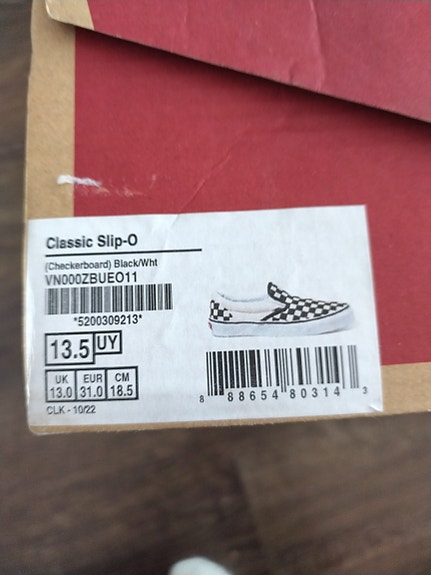 Classic Slip-O
(Checkerboard) Black/Wht
VN000ZBUEO11
*5200309213*
13.5 UY
UK EUR CM
13.0 31.0 18.5
CLK - 10/22
8 88654 80314 3